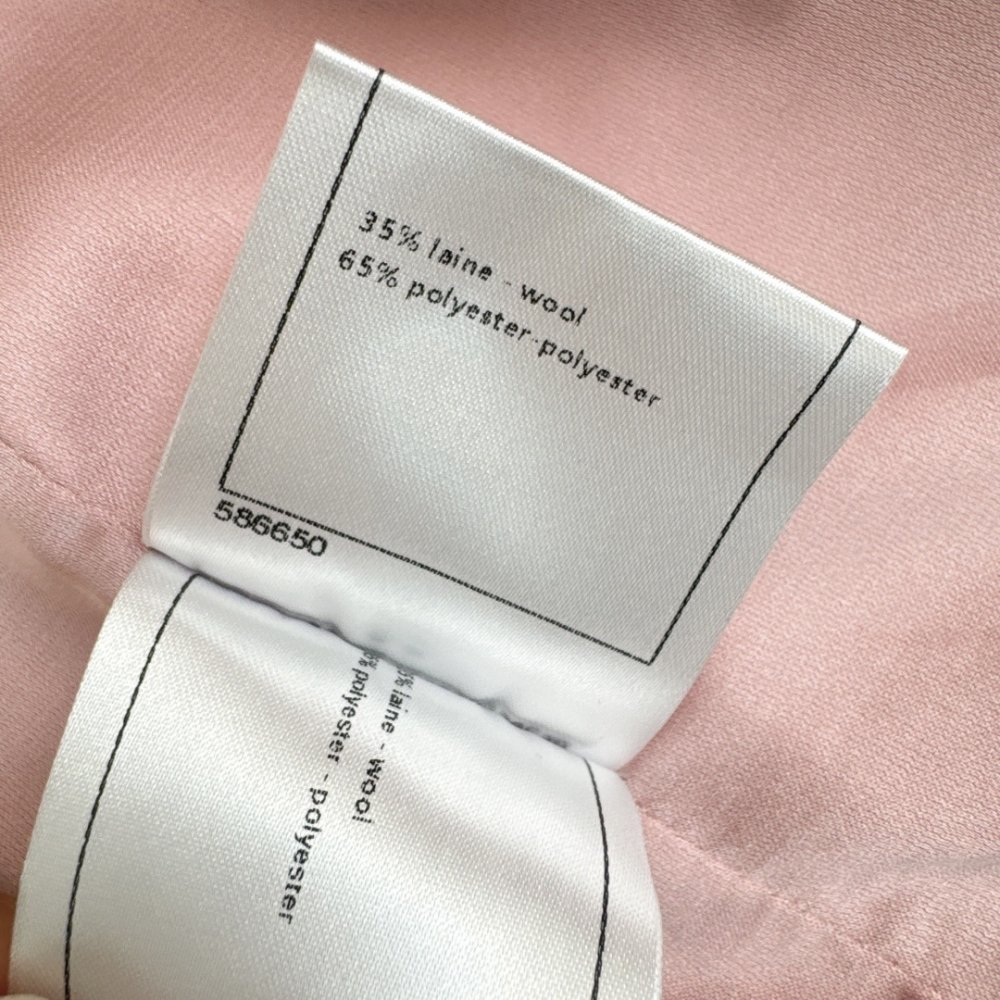 35% laine - wool
65% polyester-polyester
586650
% laine - wool
% polyester - polyester